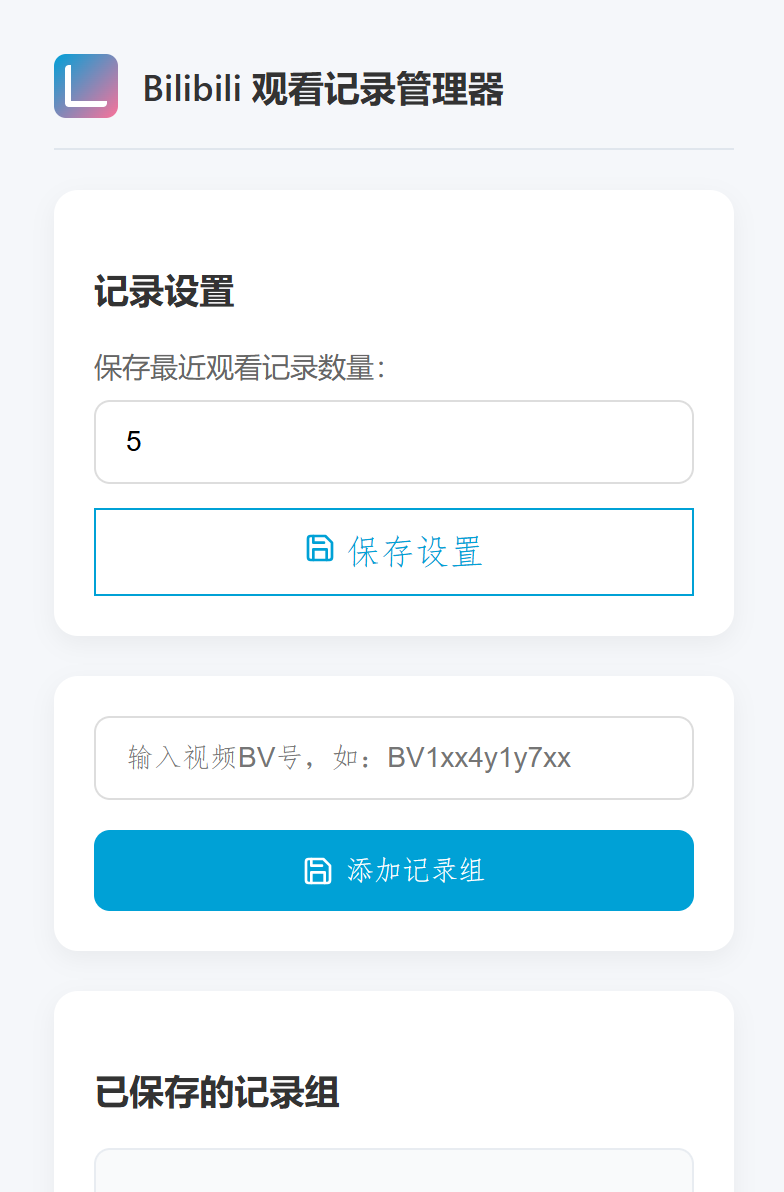 Bilibili 观看记录管理器
记录设置
保存最近观看记录数量：
5
保存设置
输入视频BV号，如：BV1xx4y1y7xx
添加记录组
已保存的记录组